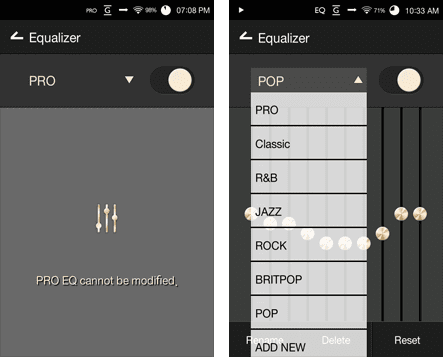 PRO G 98% 07:08 PM
Equalizer
PRO
PRO EQ cannot be modified.
EQ G 71% 10:33 AM
Equalizer
POP
PRO
Classic
R&B
JAZZ
ROCK
BRITPOP
POP
ADD NEW
Rename Delete Reset